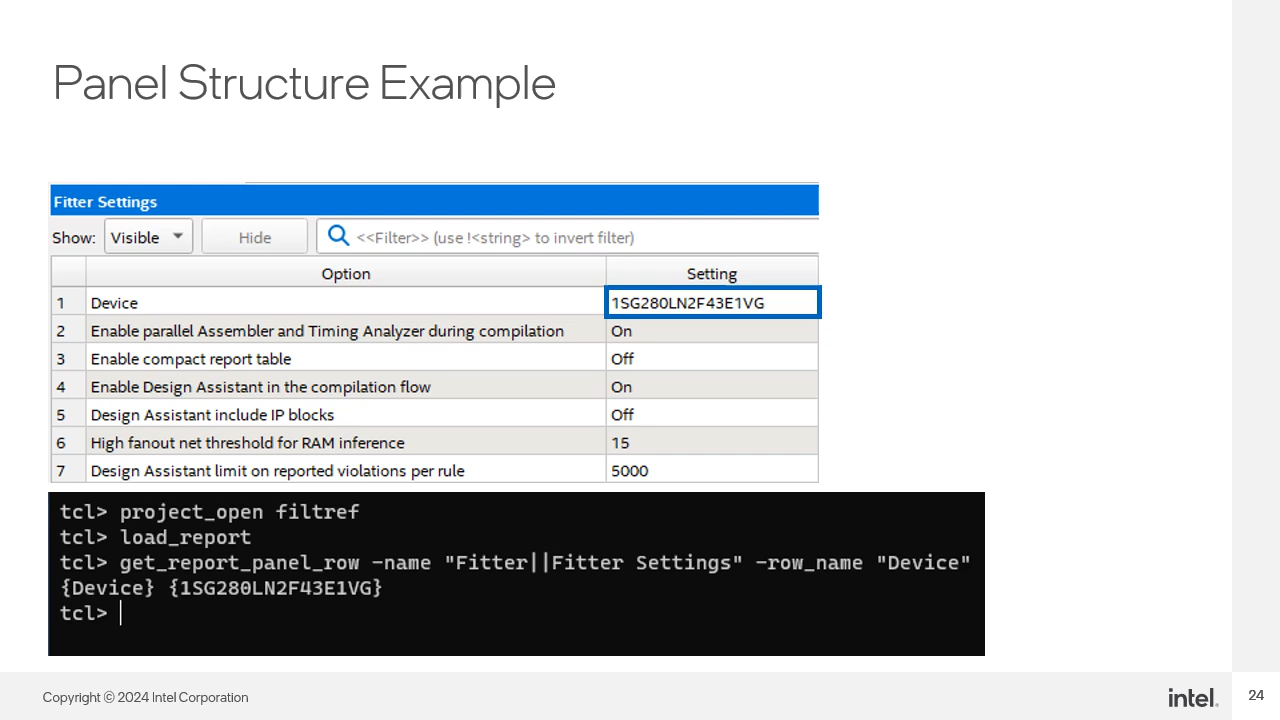 Panel Structure Example
Fitter Settings
Show: Visible Hide <<Filter>> (use !<string> to invert filter)
Option Setting
1 Device 1SG280LN2F43E1VG
2 Enable parallel Assembler and Timing Analyzer during compilation On
3 Enable compact report table Off
4 Enable Design Assistant in the compilation flow On
5 Design Assistant include IP blocks Off
6 High fanout net threshold for RAM inference 15
7 Design Assistant limit on reported violations per rule 5000
tcl> project_open filtref
tcl> load_report
tcl> get_report_panel_row -name "Fitter||Fitter Settings" -row_name "Device"
{Device} {1SG280LN2F43E1VG}
tcl>
Copyright © 2024 Intel Corporation
intel.
24